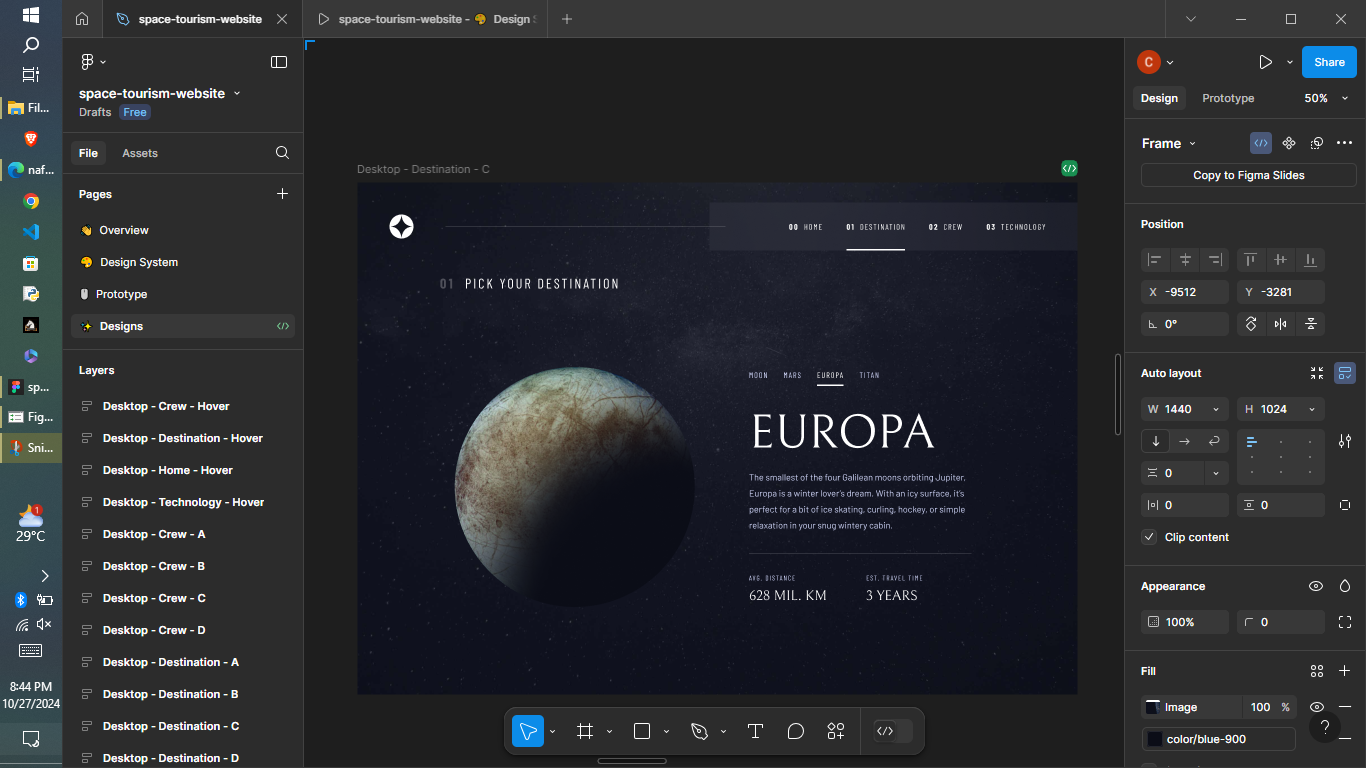 space-tourism-website
space-tourism-website - Design
Fil...
naf...
sp...
Fig...
Sni...
1
29°C
8:44 PM
10/27/2024
space-tourism-website
Drafts Free
File Assets
Pages
Overview
Design System
Prototype
Designs
Layers
Desktop - Crew - Hover
Desktop - Destination - Hover
Desktop - Home - Hover
Desktop - Technology - Hover
Desktop - Crew - A
Desktop - Crew - B
Desktop - Crew - C
Desktop - Crew - D
Desktop - Destination - A
Desktop - Destination - B
Desktop - Destination - C
Desktop - Destination - D
Desktop - Destination - C
00 HOME 01 DESTINATION 02 CREW 03 TECHNOLOGY
01 PICK YOUR DESTINATION
MOON MARS EUROPA TITAN
EUROPA
The smallest of the four Galilean moons orbiting Jupiter,
Europa is a winter lover's dream. With an icy surface, it's
perfect for a bit of ice skating, curling, hockey, or simple
relaxation in your snug wintery cabin.
AVG. DISTANCE EST. TRAVEL TIME
628 MIL. KM 3 YEARS
C
Share
Design Prototype 50%
Frame
Copy to Figma Slides
Position
X -9512 Y -3281
0°
Auto layout
W 1440 H 1024
0
0 0
Clip content
Appearance
100% 0
Fill
Image 100 %
color/blue-900
?